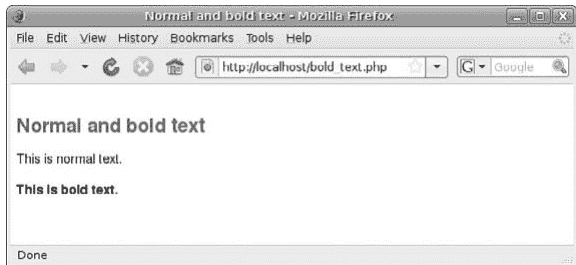 Normal and bold text - Mozilla Firefox
File Edit View History Bookmarks Tools Help
http://localhost/bold_text.php G Google
Normal and bold text
This is normal text.
This is bold text.
Done